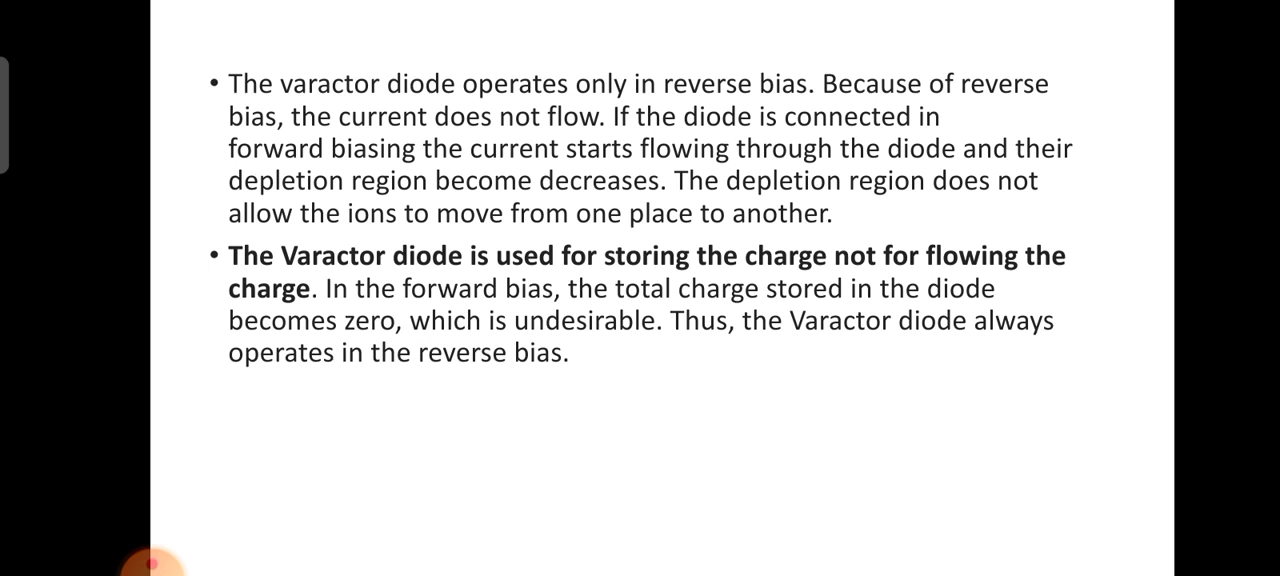 • The varactor diode operates only in reverse bias. Because of reverse
bias, the current does not flow. If the diode is connected in
forward biasing the current starts flowing through the diode and their
depletion region become decreases. The depletion region does not
allow the ions to move from one place to another.
• The Varactor diode is used for storing the charge not for flowing the
charge. In the forward bias, the total charge stored in the diode
becomes zero, which is undesirable. Thus, the Varactor diode always
operates in the reverse bias.